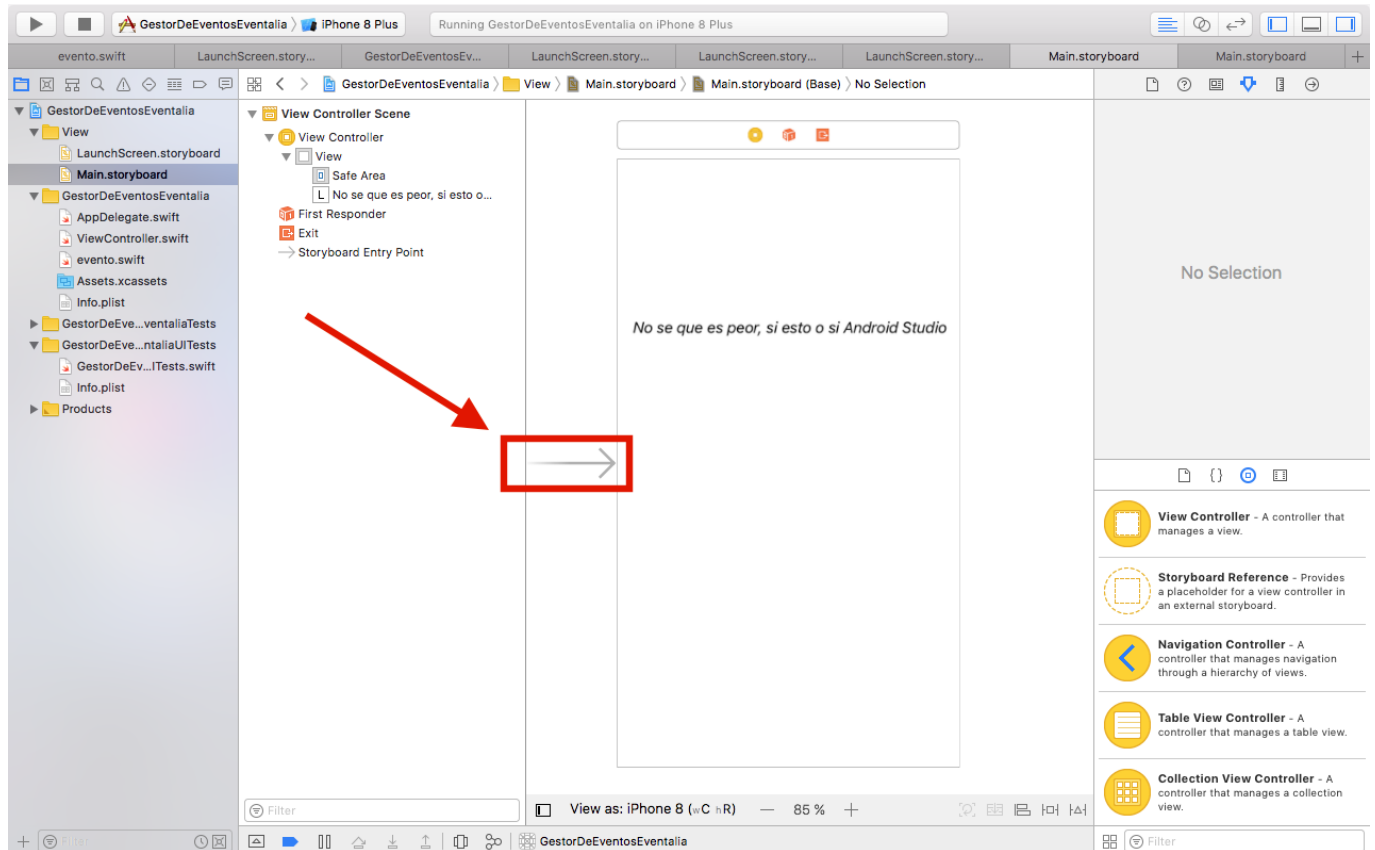 GestorDeEventosEventalia 〉 iPhone 8 Plus
Running GestorDeEventosEventalia on iPhone 8 Plus
evento.swift
LaunchScreen.story...
GestorDeEventosEv...
LaunchScreen.story...
LaunchScreen.story...
LaunchScreen.story...
Main.storyboard
Main.storyboard
GestorDeEventosEventalia 〉 View 〉 Main.storyboard 〉 Main.storyboard (Base) 〉 No Selection
GestorDeEventosEventalia
View
LaunchScreen.storyboard
Main.storyboard
GestorDeEventosEventalia
AppDelegate.swift
ViewController.swift
evento.swift
Assets.xcassets
Info.plist
GestorDeEve...ventaliaTests
GestorDeEve...ntaliaUITests
GestorDeEv...ITests.swift
Info.plist
Products
Filter
View Controller Scene
View Controller
View
Safe Area
L No se que es peor, si esto o...
First Responder
Exit
Storyboard Entry Point
Filter
No se que es peor, si esto o si Android Studio
View as: iPhone 8 (wC hR) — 85 % +
GestorDeEventosEventalia
No Selection
View Controller - A controller that
manages a view.
Storyboard Reference - Provides
a placeholder for a view controller in
an external storyboard.
Navigation Controller - A
controller that manages navigation
through a hierarchy of views.
Table View Controller - A
controller that manages a table view.
Collection View Controller - A
controller that manages a collection
view.
Filter